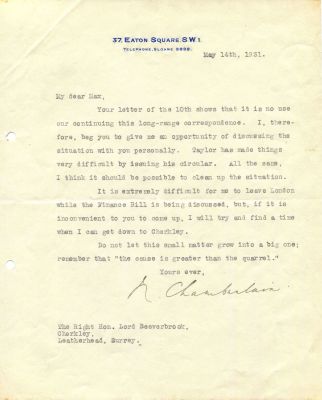 37, EATON SQUARE, S.W.1.
TELEPHONE, SLOANE 9898.
May 14th, 1931.
My dear Max,
Your letter of the 10th shows that it is no use
our continuing this long-range correspondence. I, there-
fore, beg you to give me an opportunity of discussing the
situation with you personally. Taylor has made things
very difficult by issuing his circular. All the same,
I think it should be possible to clean up the situation.
It is extremely difficult for me to leave London
while the Finance Bill is being discussed, but, if it is
inconvenient to you to come up, I will try and find a time
when I can get down to Cherkley.
Do not let this small matter grow into a big one;
remember that "the cause is greater than the quarrel."
Yours ever,
N. Chamberlain.
The Right Hon. Lord Beaverbrook,
Cherkley,
Leatherhead, Surrey.